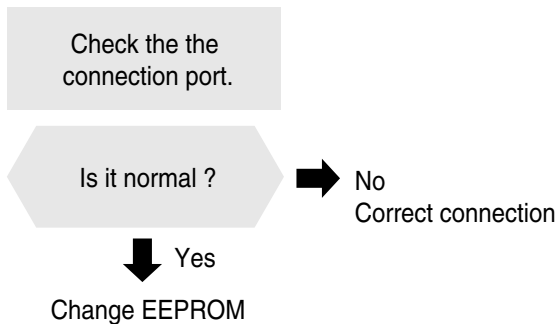 Check the the
connection port.
Is it normal ?
No
Correct connection
Yes
Change EEPROM